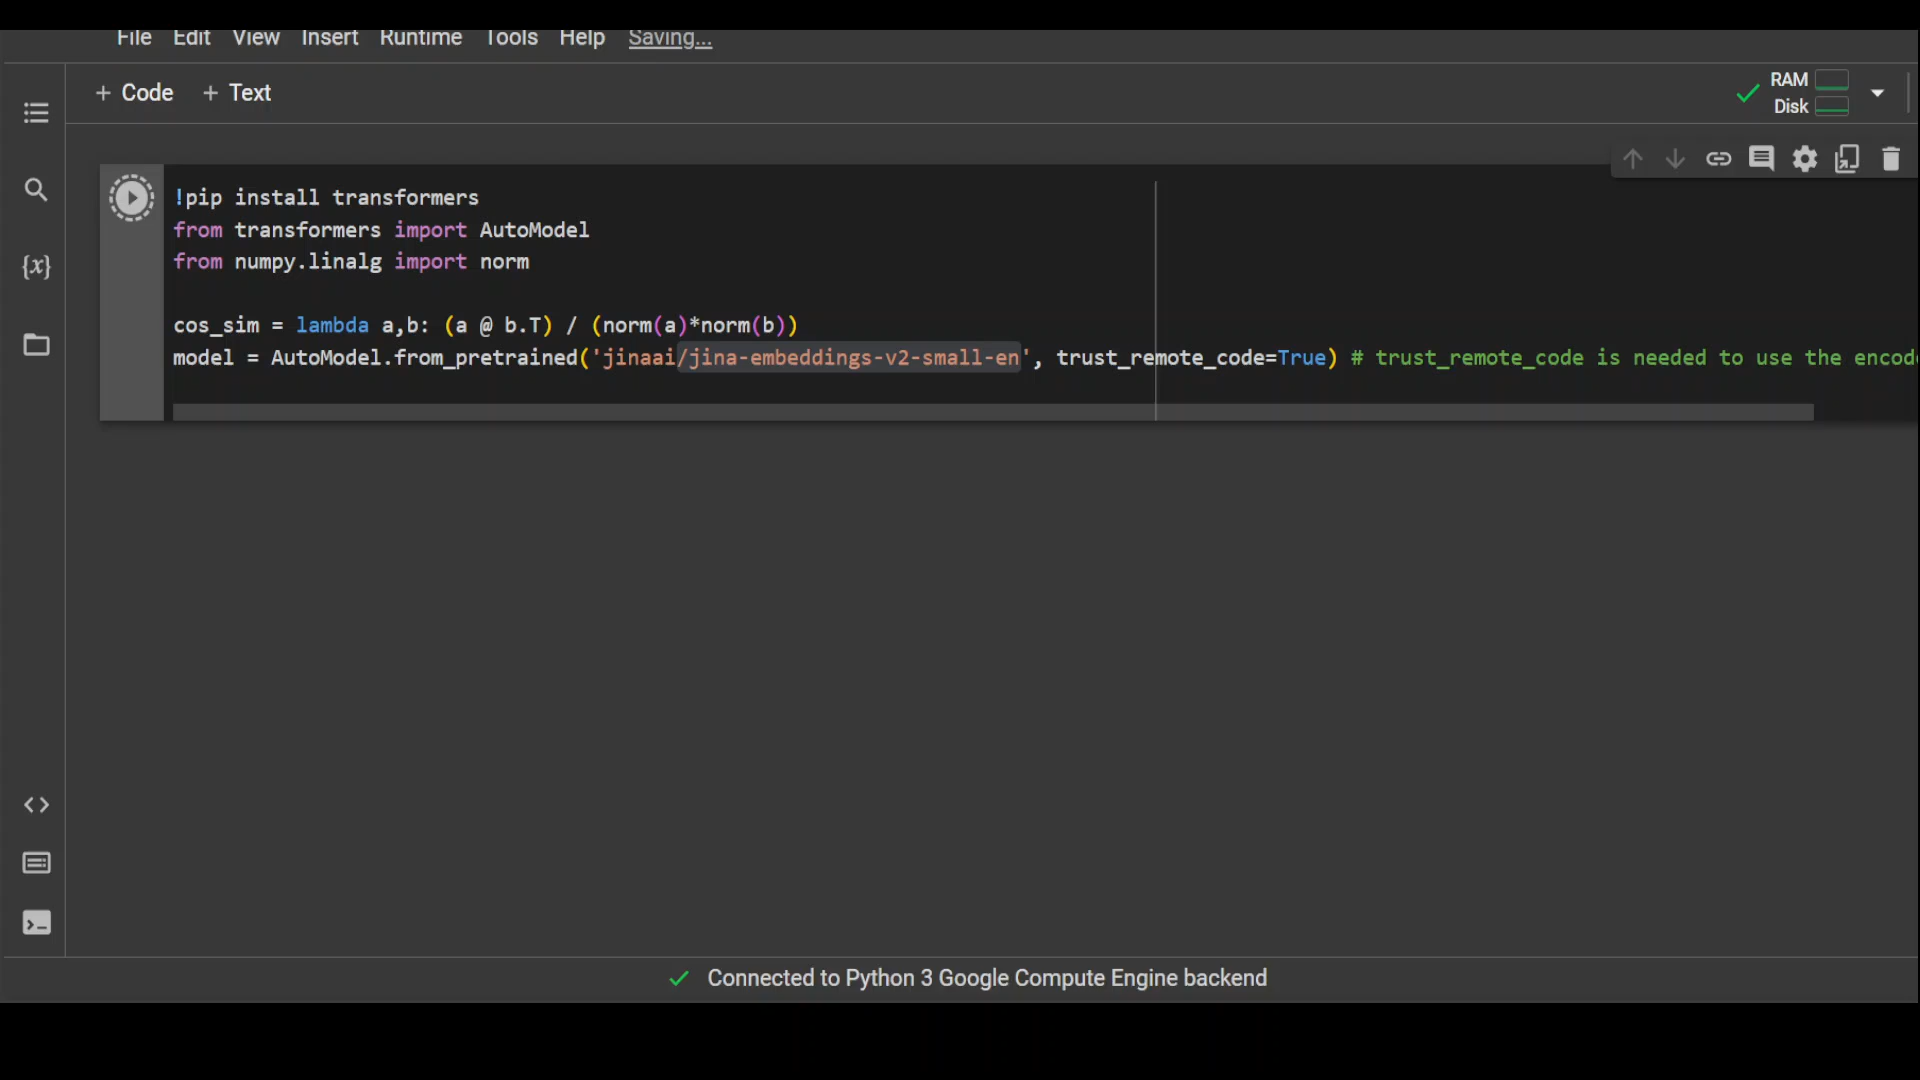 File Edit View Insert Runtime Tools Help Saving...
+ Code + Text
RAM
Disk
!pip install transformers
from transformers import AutoModel
from numpy.linalg import norm
cos_sim = lambda a,b: (a @ b.T) / (norm(a)*norm(b))
model = AutoModel.from_pretrained('jinaai/jina-embeddings-v2-small-en', trust_remote_code=True) # trust_remote_code is needed to use the encod
{x}
Connected to Python 3 Google Compute Engine backend